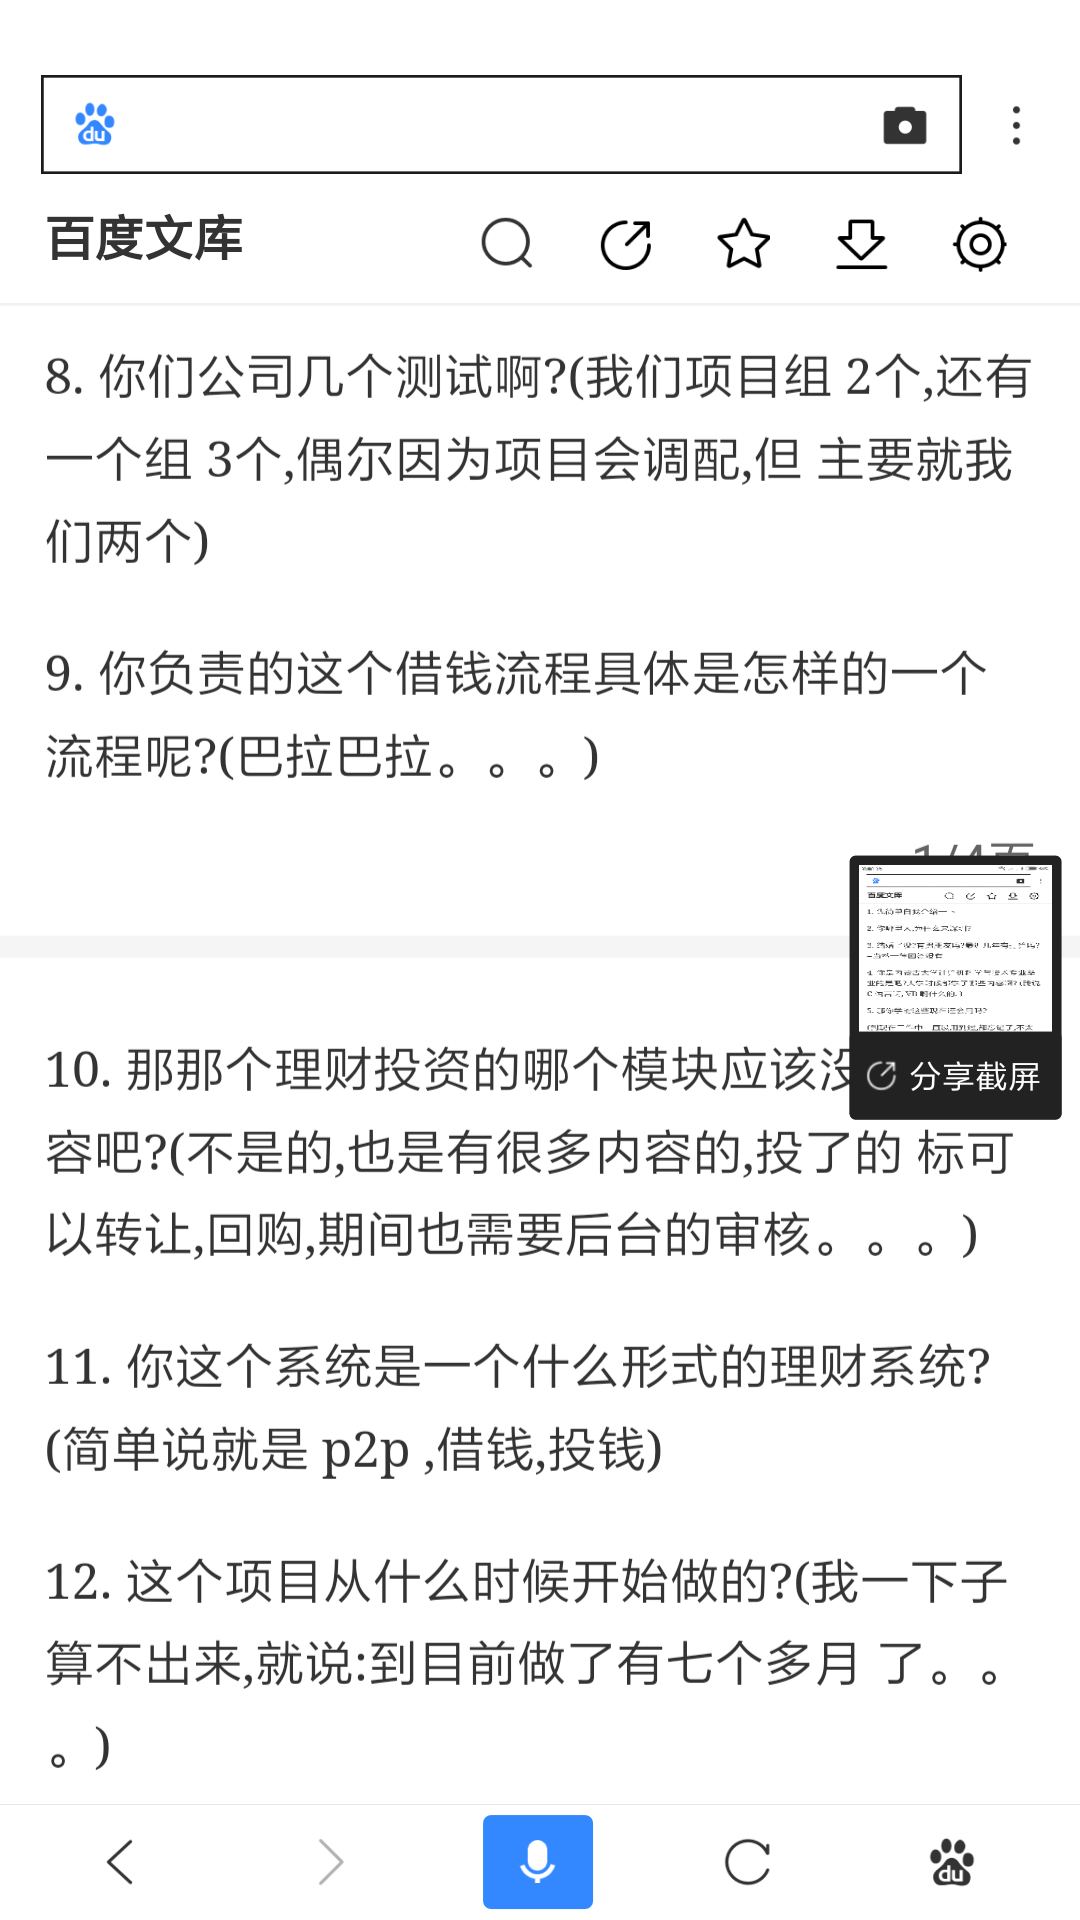 du
百度文库
8. 你们公司几个测试啊?(我们项目组 2个,还有
一个组 3个,偶尔因为项目会调配,但 主要就我
们两个)
9. 你负责的这个借钱流程具体是怎样的一个
流程呢?(巴拉巴拉。。。)
1/4页
百度文库
分享截屏
10. 那那个理财投资的哪个模块应该没
容吧?(不是的,也是有很多内容的,投了的 标可
以转让,回购,期间也需要后台的审核。。。)
11. 你这个系统是一个什么形式的理财系统?
(简单说就是 p2p ,借钱,投钱)
12. 这个项目从什么时候开始做的?(我一下子
算不出来,就说:到目前做了有七个多月 了。。
。)
du